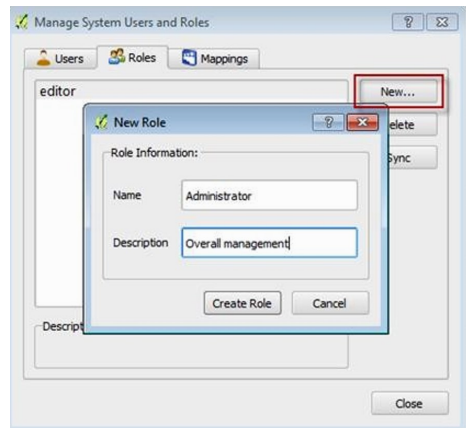 Manage System Users and Roles
Users Roles Mappings
editor
New...
New Role
elete
Role Information:
Sync
Name Administrator
Description Overall management
Create Role Cancel
Descript
Close